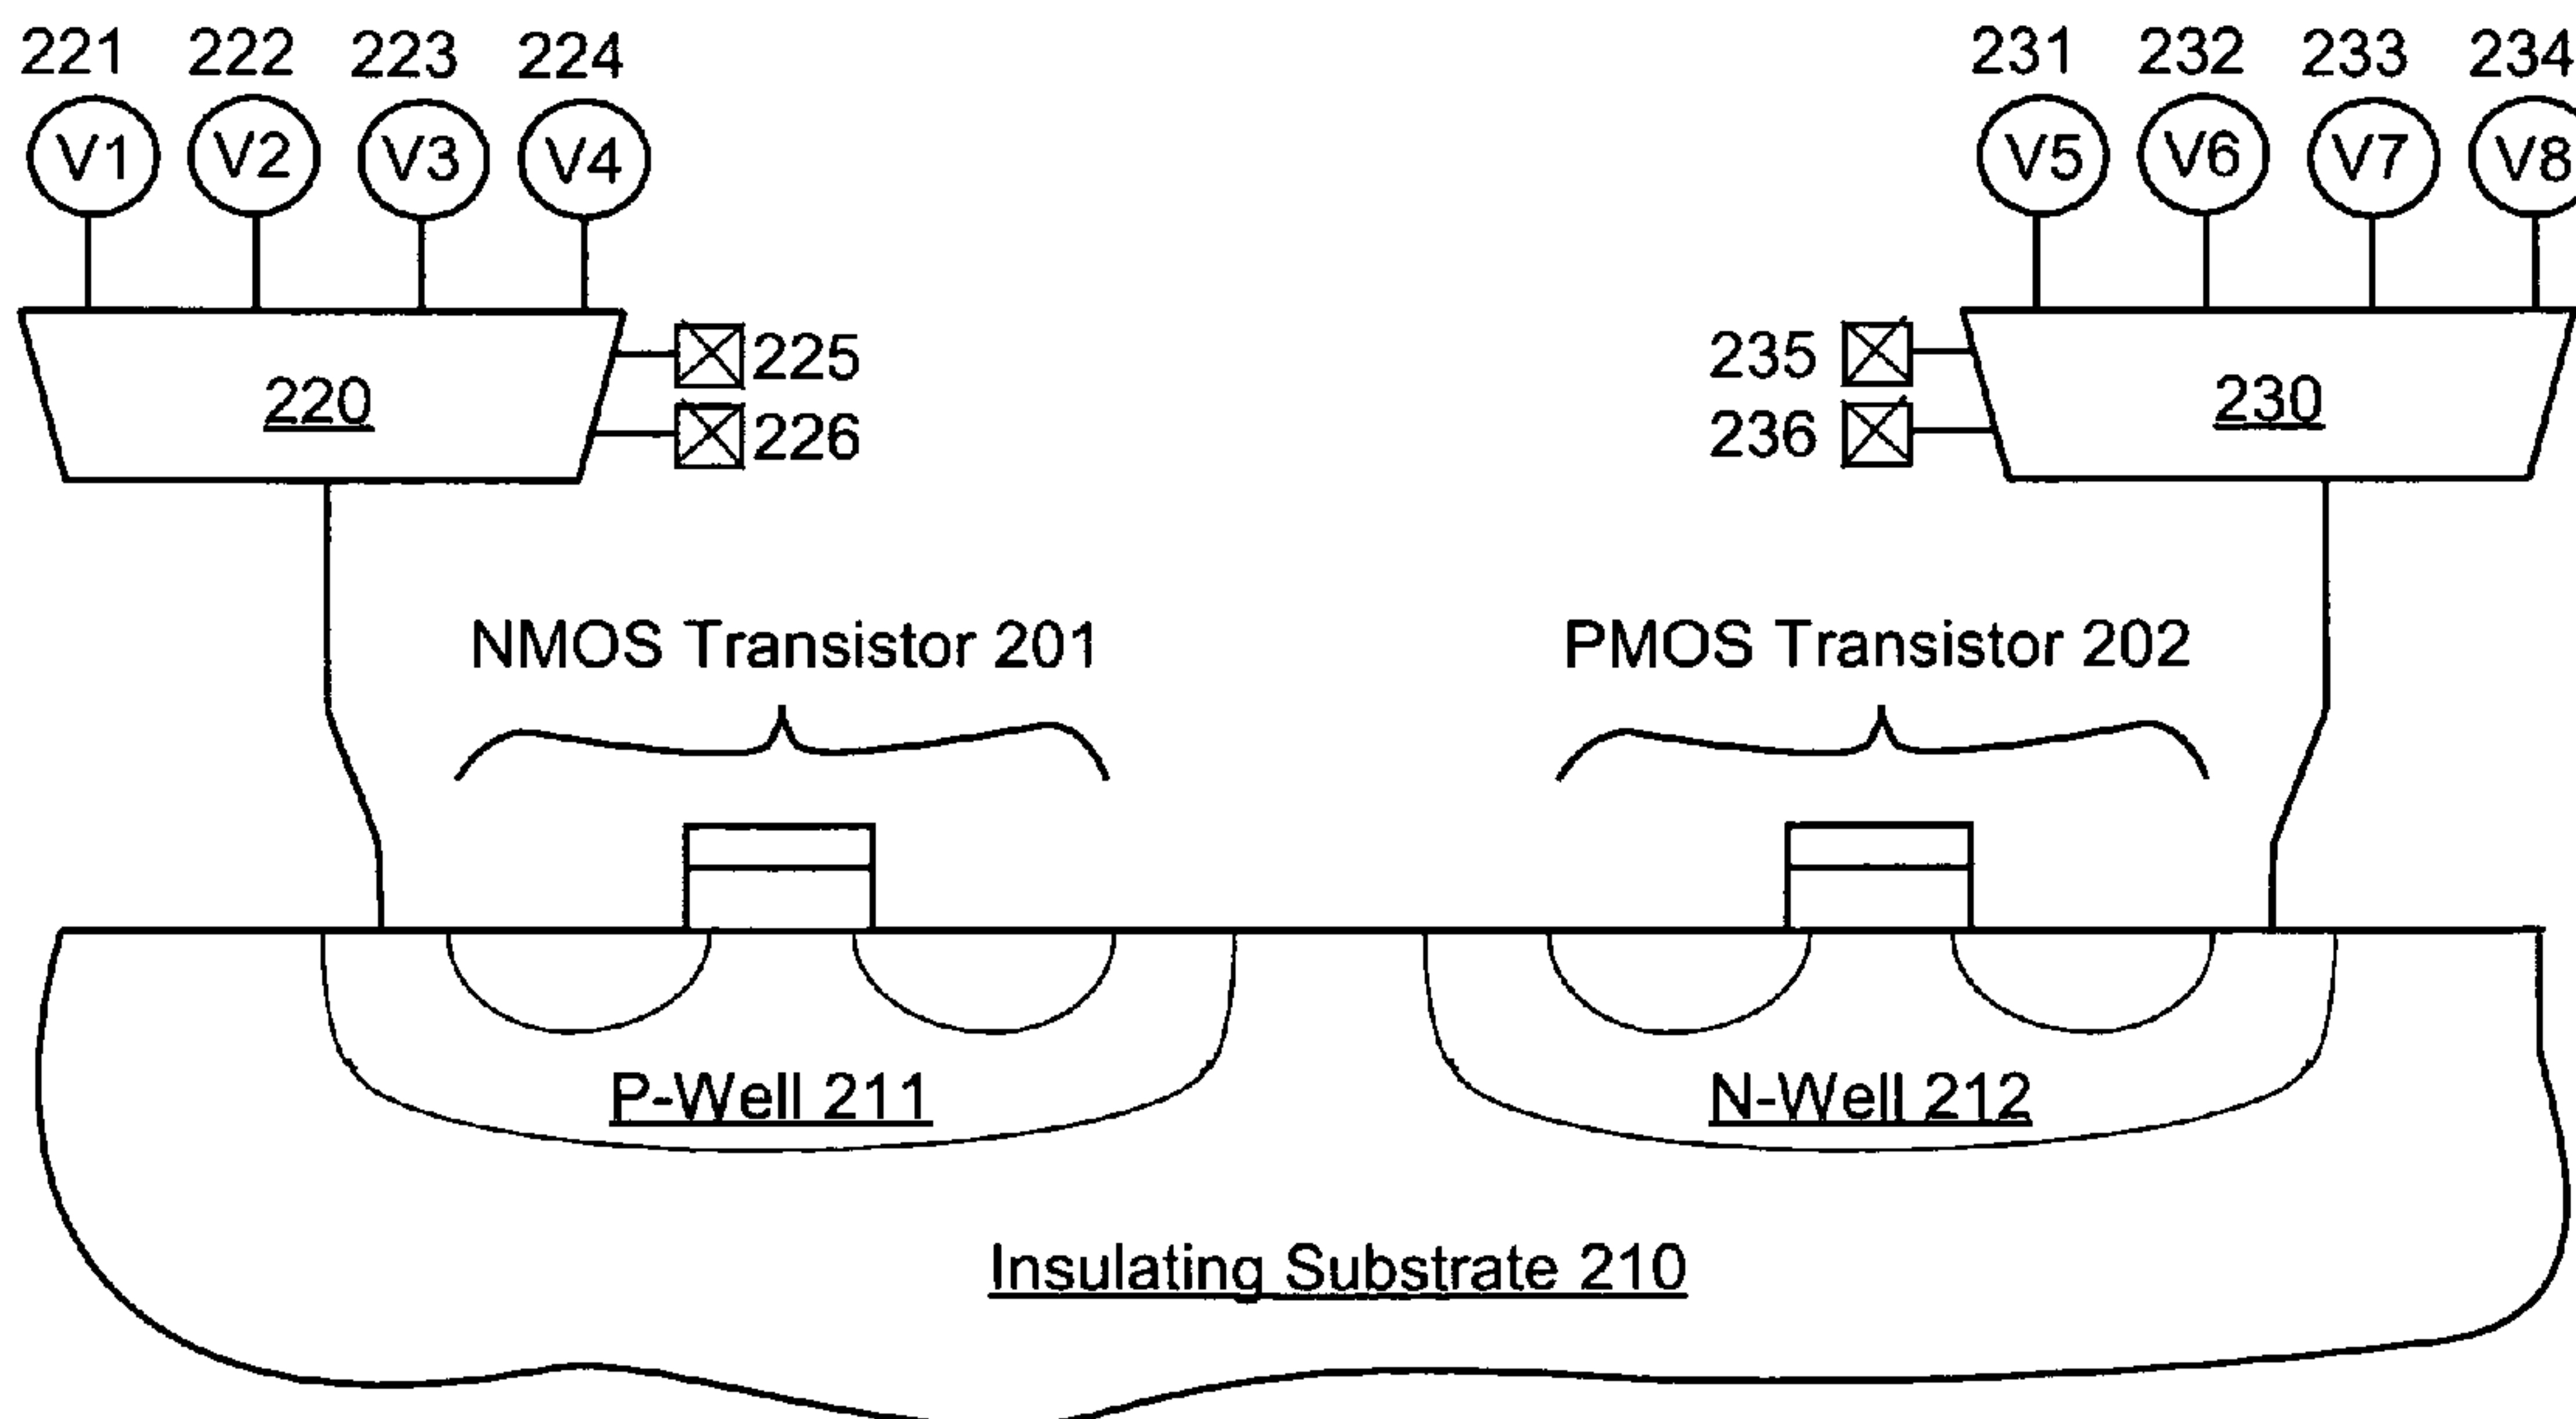 221 222 223 224 231 232 233 234
V1 V2 V3 V4 V5 V6 V7 V8
225 235
220 230
226 236
NMOS Transistor 201 PMOS Transistor 202
P-Well 211 N-Well 212
Insulating Substrate 210